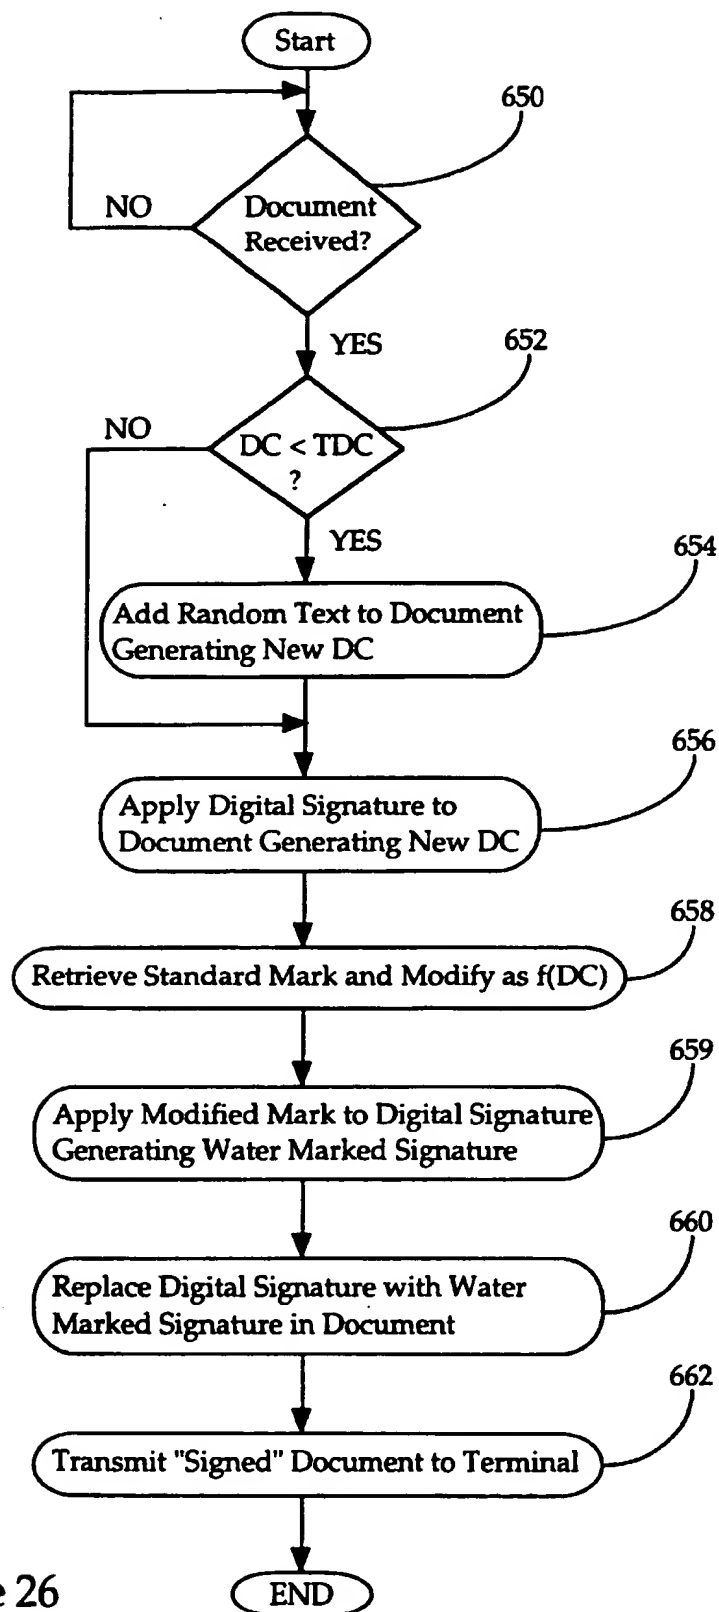 Start
650
Document
Received?
NO
YES
652
NO
DC < TDC
?
YES
654
Add Random Text to Document
Generating New DC
656
Apply Digital Signature to
Document Generating New DC
658
Retrieve Standard Mark and Modify as f(DC)
659
Apply Modified Mark to Digital Signature
Generating Water Marked Signature
660
Replace Digital Signature with Water
Marked Signature in Document
662
Transmit "Signed" Document to Terminal
END
26